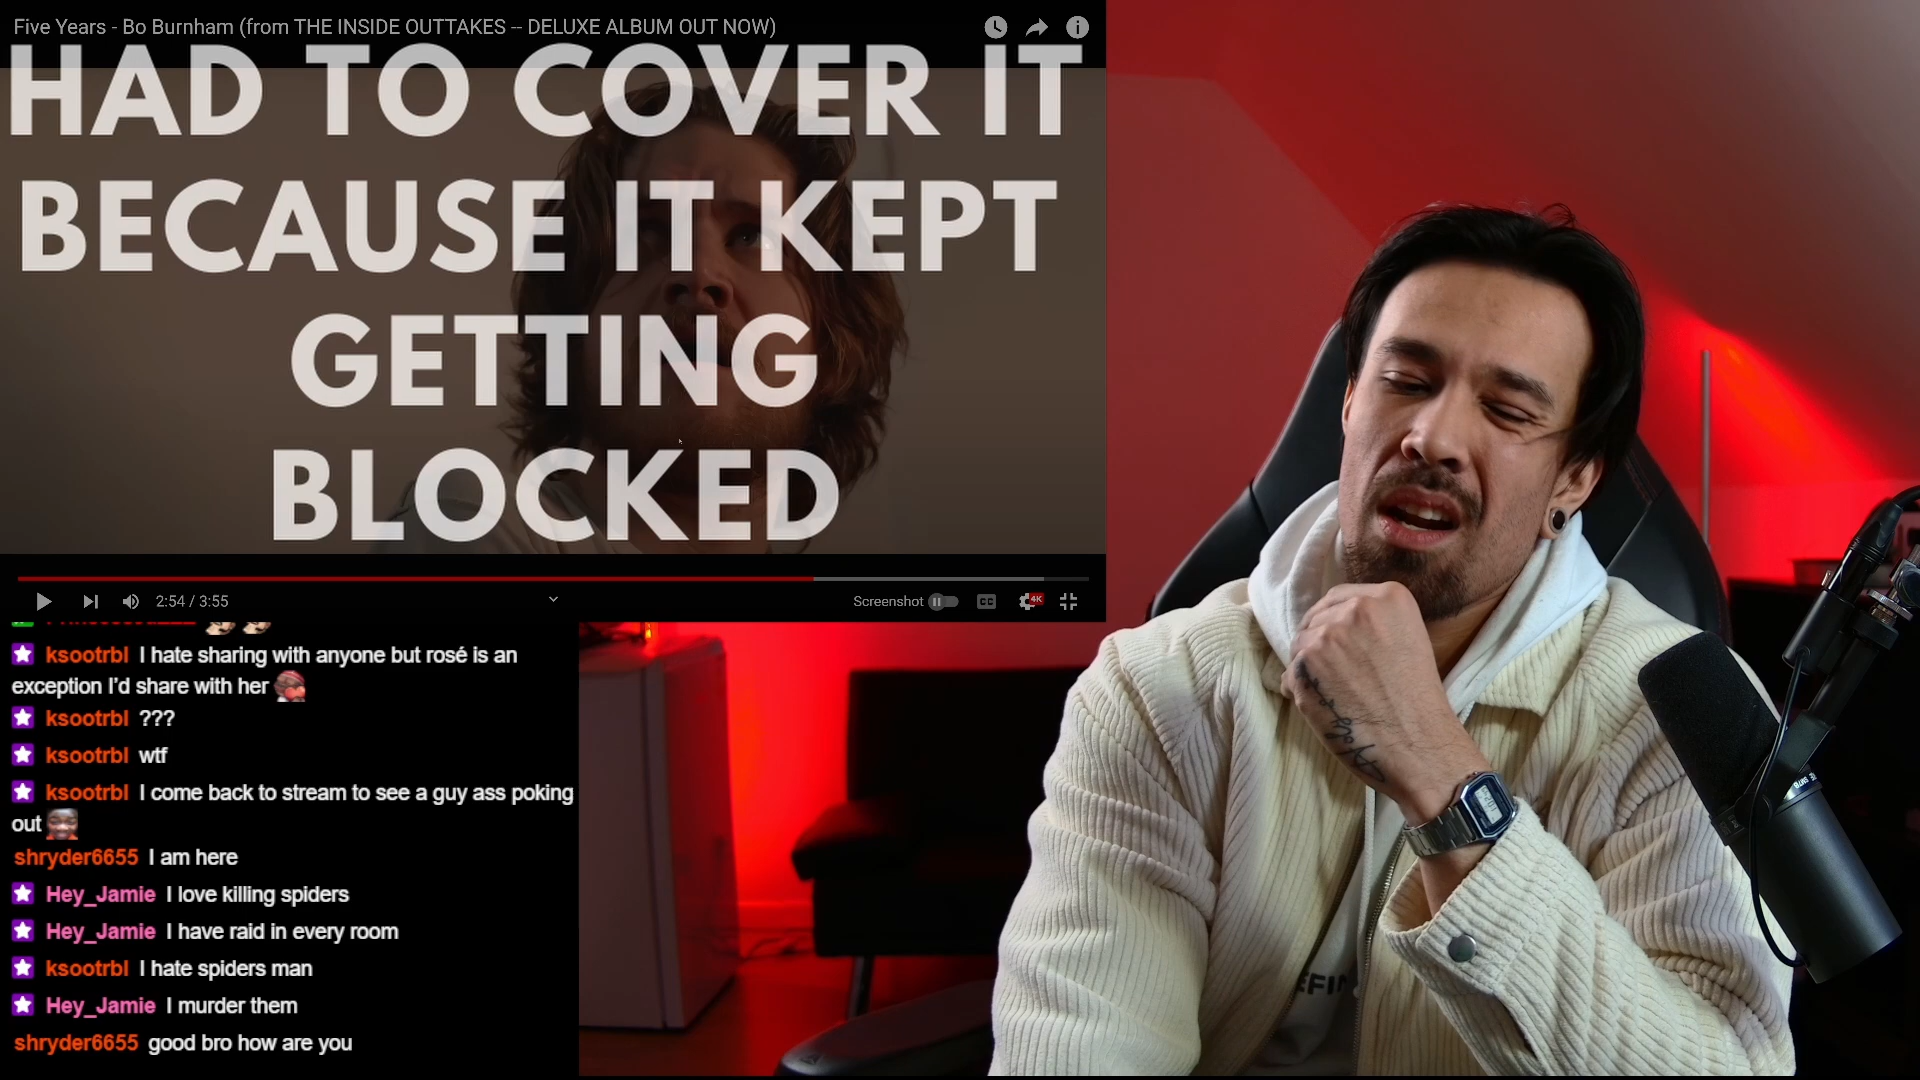 Five Years - Bo Burnham (from THE INSIDE OUTTAKES -- DELUXE ALBUM OUT NOW)
HAD TO COVER IT
BECAUSE IT KEPT
GETTING
BLOCKED
2:54 / 3:55
Screenshot
CC
4K
ksootrbl I hate sharing with anyone but rosé is an
exception I'd share with her
ksootrbl ???
ksootrbl wtf
ksootrbl I come back to stream to see a guy ass poking
out
shryder6655 I am here
Hey_Jamie I love killing spiders
Hey_Jamie I have raid in every room
ksootrbl I hate spiders man
Hey_Jamie I murder them
shryder6655 good bro how are you